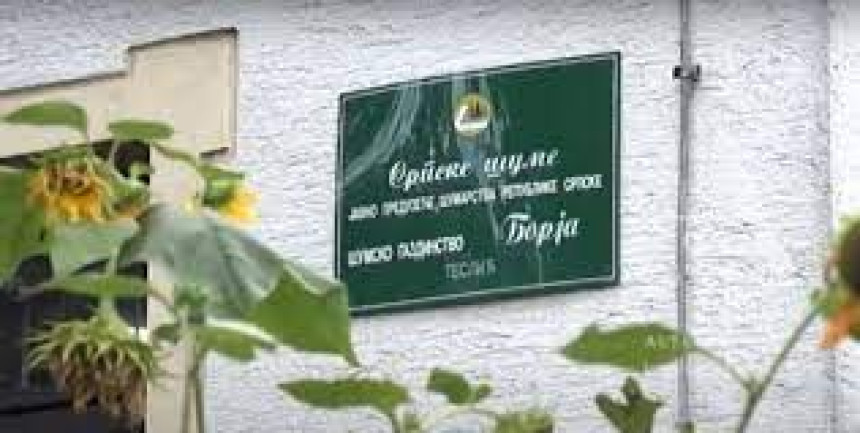 Српске шуме
ЈАВНО ПРЕДУЗЕЋЕ ШУМАРСТВА РЕПУБЛИКЕ СРПСКЕ
ШУМСКО ГАЗДИНСТВО Борја
ТЕСЛИЋ